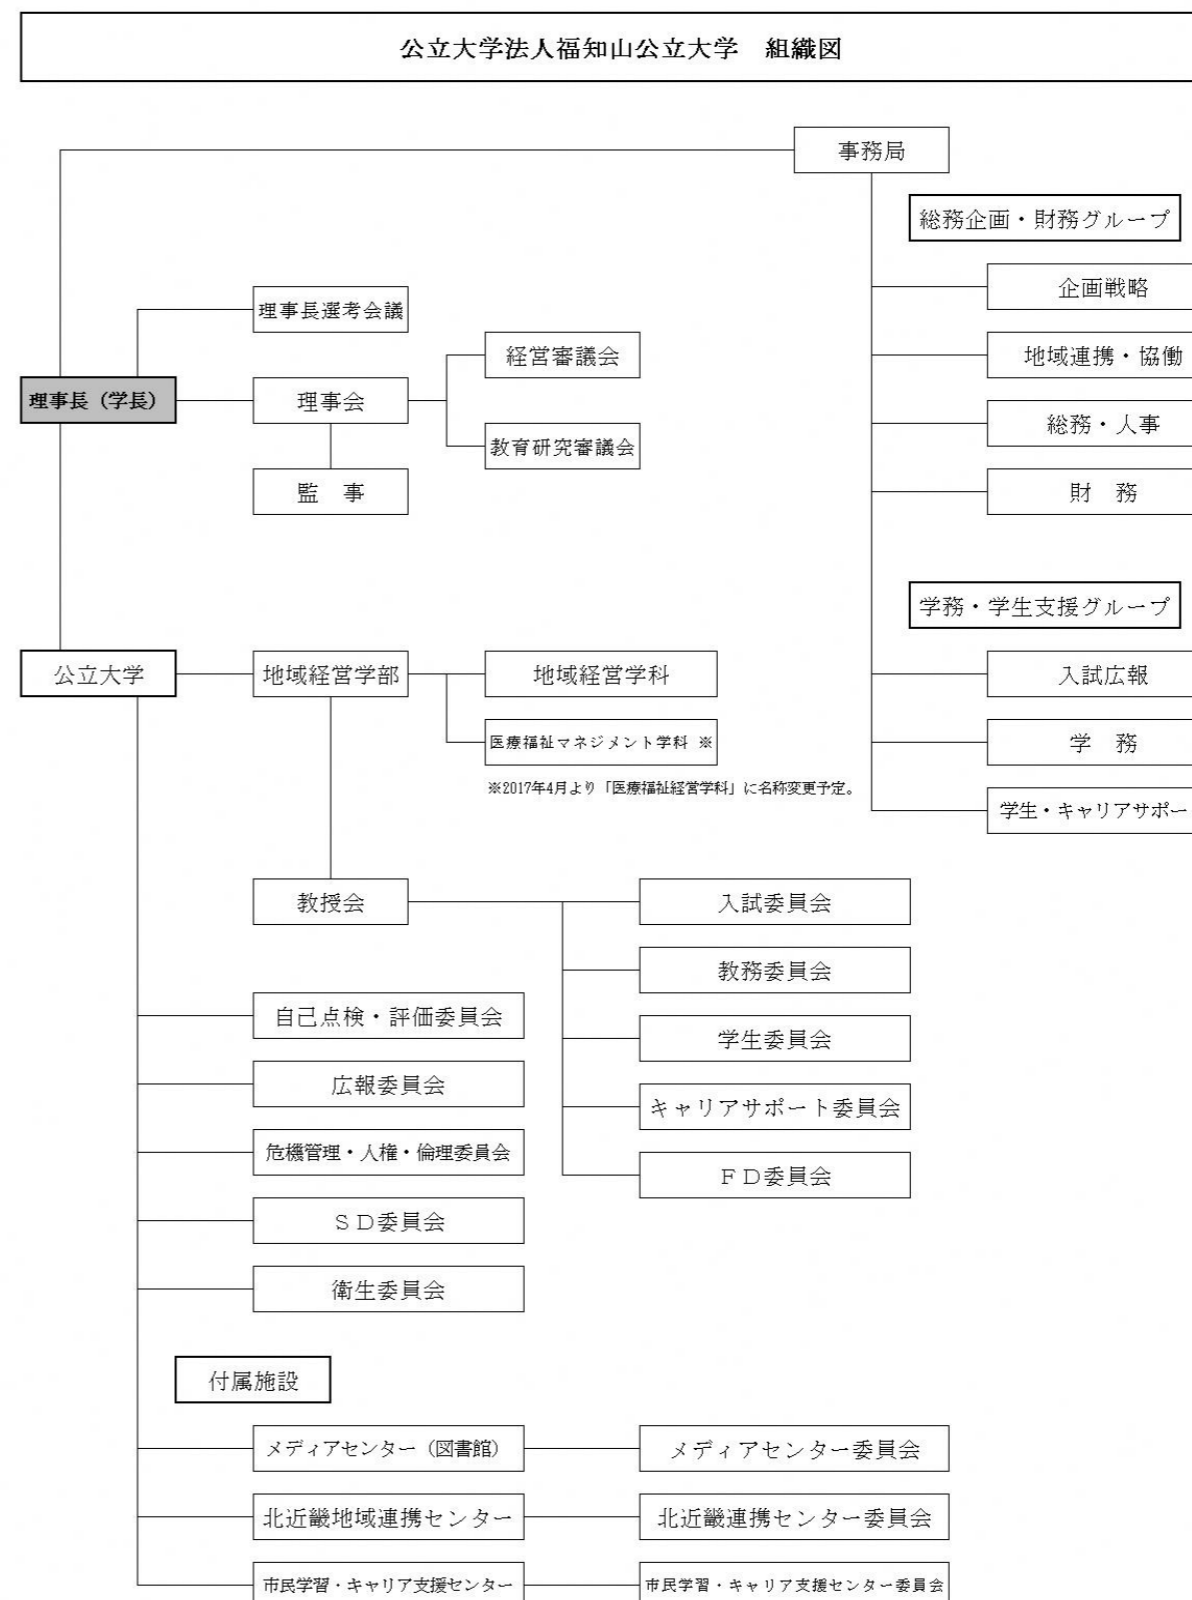 公立大学法人福知山公立大学　組織図
事務局
総務企画・財務グループ
企画戦略
理事長選考会議
経営審議会
地域連携・協働
理事長（学長）
理事会
総務・人事
教育研究審議会
監　事
財　務
学務・学生支援グループ
公立大学
地域経営学部
地域経営学科
入試広報
医療福祉マネジメント学科 ※
学　務
※2017年4月より「医療福祉経営学科」に名称変更予定。
学生・キャリアサポー
教授会
入試委員会
教務委員会
自己点検・評価委員会
学生委員会
広報委員会
キャリアサポート委員会
危機管理・人権・倫理委員会
ＦＤ委員会
ＳＤ委員会
衛生委員会
付属施設
メディアセンター（図書館）
メディアセンター委員会
北近畿地域連携センター
北近畿連携センター委員会
市民学習・キャリア支援センター
市民学習・キャリア支援センター委員会